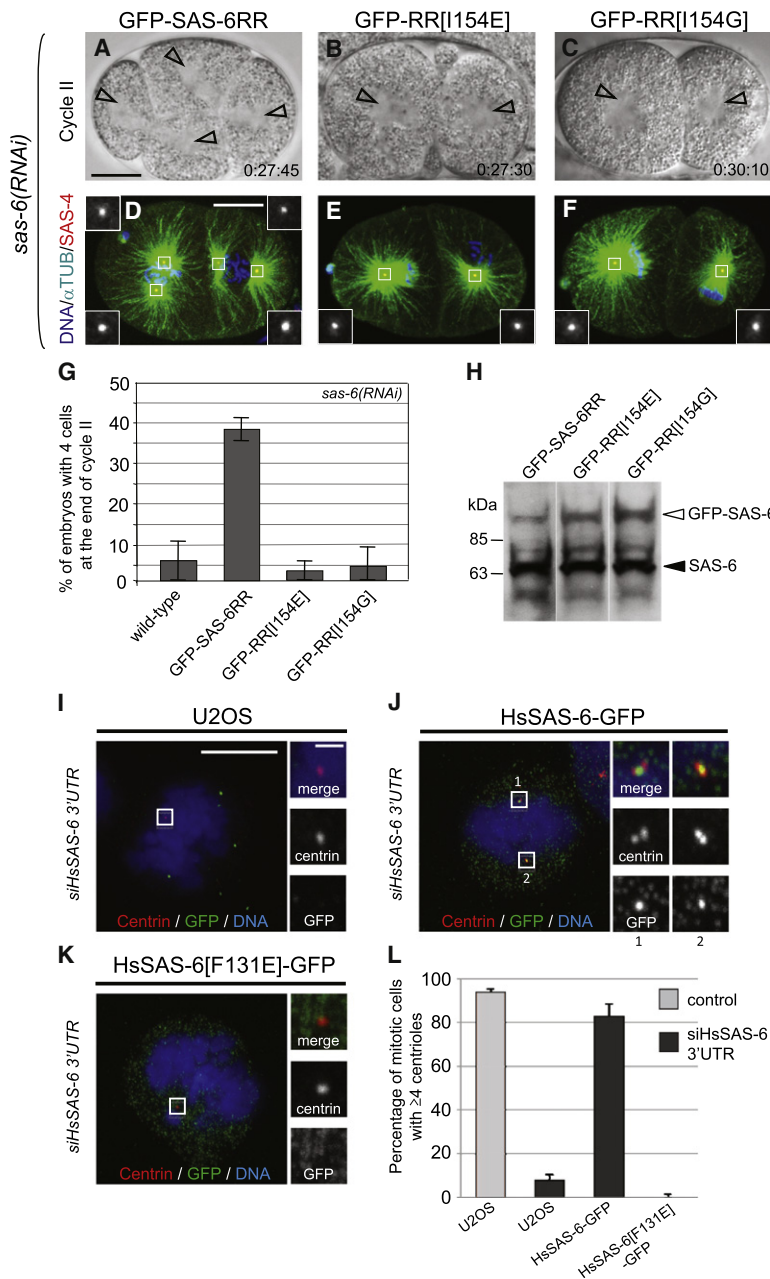 GFP-SAS-6RR
GFP-RR[I154E]
GFP-RR[I154G]
sas-6(RNAi)
Cycle II
A
0:27:45
B
0:27:30
C
0:30:10
DNA/αTUB/SAS-4
D
E
F
G
% of embryos with 4 cells
at the end of cycle II
50
40
30
20
10
0
sas-6(RNAi)
wild-type
GFP-SAS-6RR
GFP-RR[I154E]
GFP-RR[I154G]
H
GFP-SAS-6RR
GFP-RR[I154E]
GFP-RR[I154G]
kDa
85
63
GFP-SAS-6
SAS-6
I
U2OS
siHsSAS-6 3'UTR
Centrin / GFP / DNA
merge
centrin
GFP
J
HsSAS-6-GFP
siHsSAS-6 3'UTR
1
2
Centrin / GFP / DNA
merge
centrin
GFP
1
2
K
HsSAS-6[F131E]-GFP
siHsSAS-6 3'UTR
Centrin / GFP / DNA
merge
centrin
GFP
L
Percentage of mitotic cells
with ≥4 centrioles
100
80
60
40
20
0
control
siHsSAS-6
3'UTR
U2OS
U2OS
HsSAS-6-GFP
HsSAS-6[F131E]
-GFP